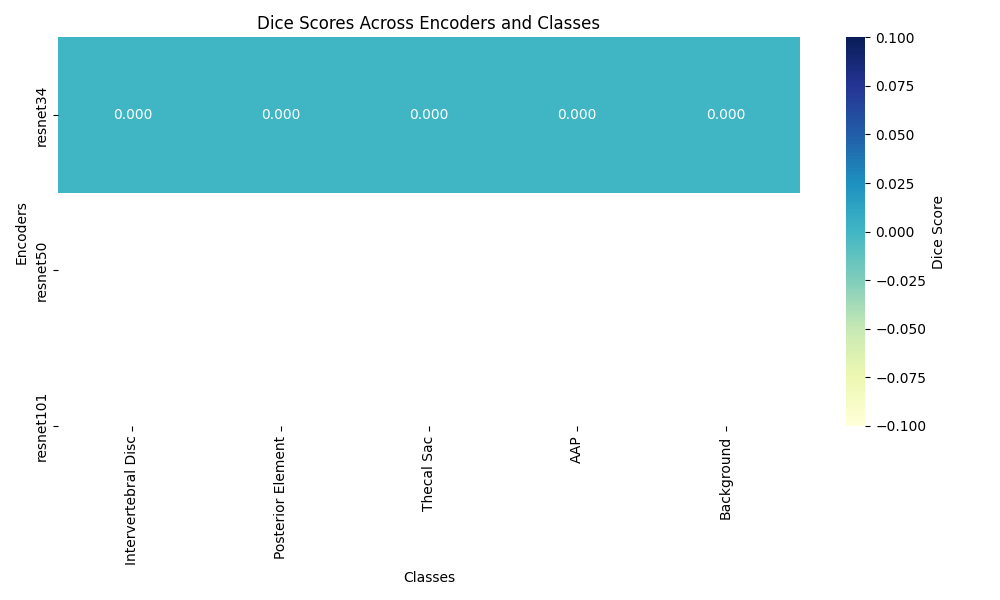 Dice Scores Across Encoders and Classes
Encoders
resnet34
resnet50
resnet101
0.000 0.000 0.000 0.000 0.000
Intervertebral Disc
Posterior Element
Thecal Sac
AAP
Background
Classes
0.100
0.075
0.050
0.025
0.000
−0.025
−0.050
−0.075
−0.100
Dice Score